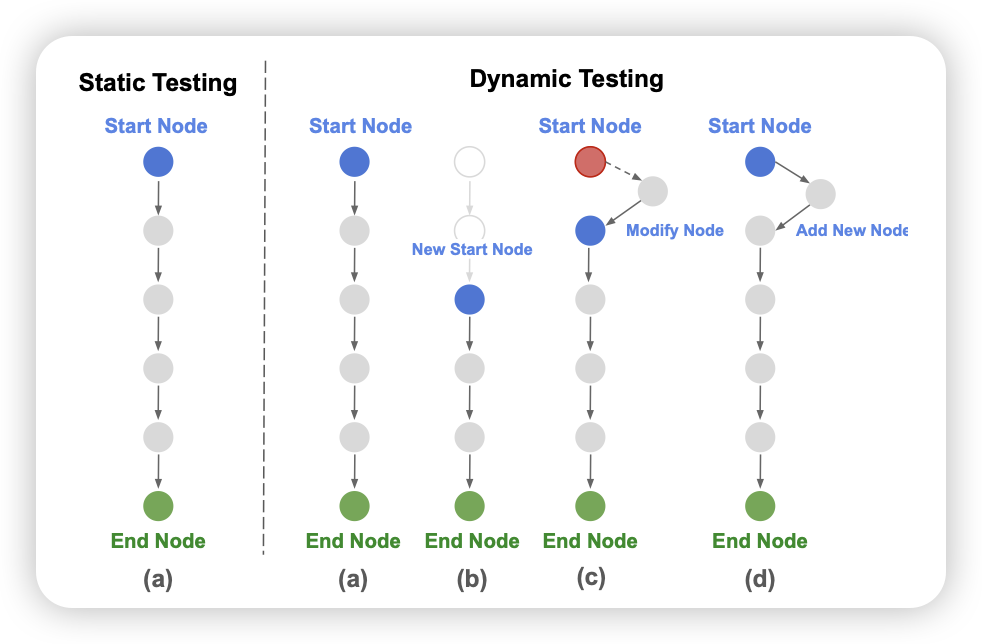 Static Testing
Dynamic Testing
Start Node
Start Node
Start Node
Start Node
New Start Node
Modify Node
Add New Node
End Node
End Node
End Node
End Node
End Node
(a)
(a)
(b)
(c)
(d)